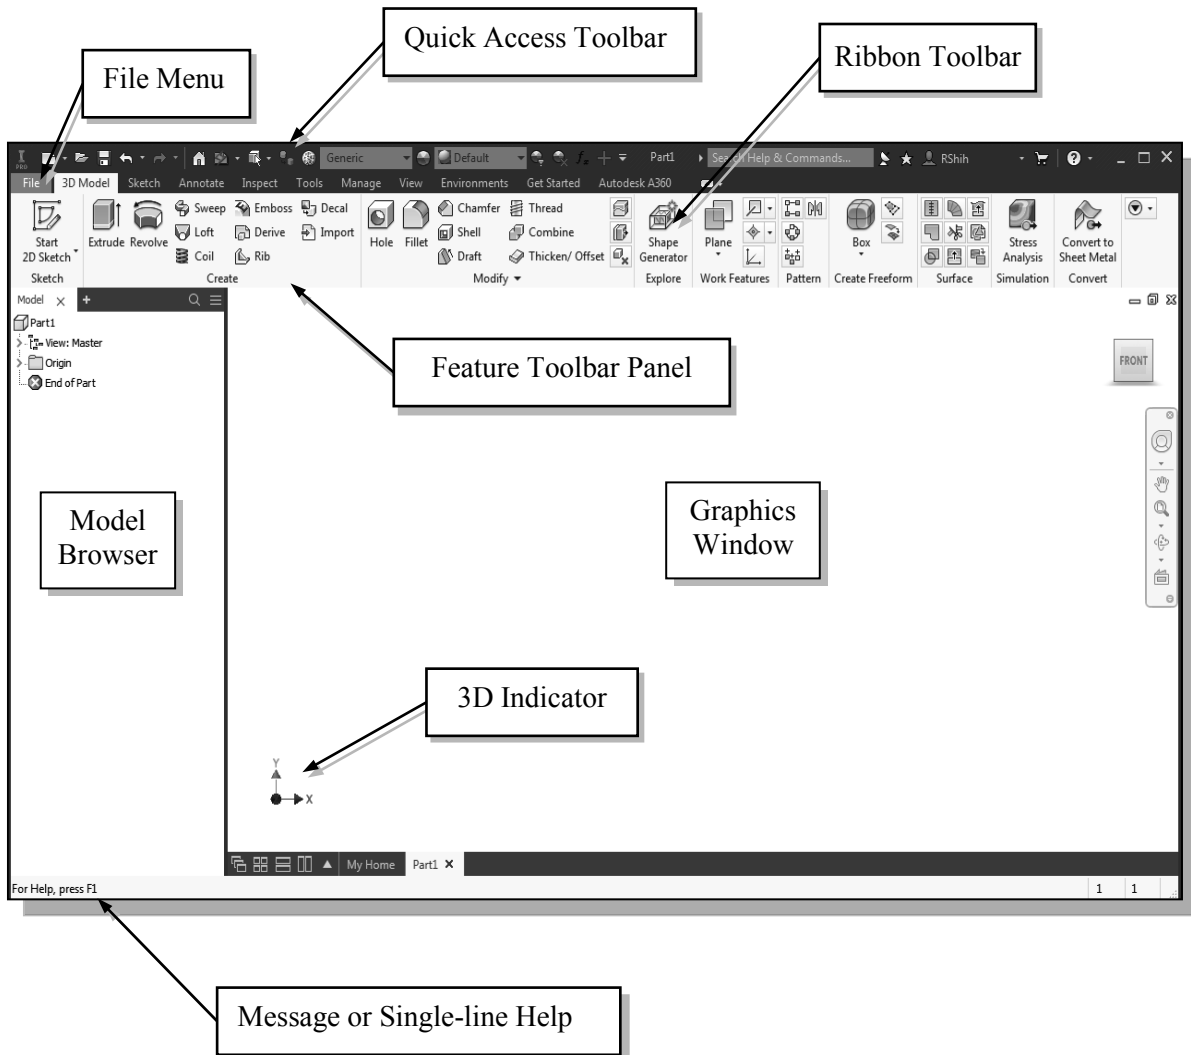 Quick Access Toolbar
Ribbon Toolbar
File Menu
I PRO
Generic
Default
Part1
Search Help & Commands...
RShih
File 3D Model Sketch Annotate Inspect Tools Manage View Environments Get Started Autodesk A360
Start
2D Sketch
Sketch
Extrude
Revolve
Sweep Emboss Decal
Loft Derive Import
Coil Rib
Create
Hole
Fillet
Chamfer Thread
Shell Combine
Draft Thicken/ Offset
Modify
Shape
Generator
Explore
Plane
Work Features
Pattern
Box
Create Freeform
Surface
Stress
Analysis
Simulation
Convert to
Sheet Metal
Convert
Model
Part1
View: Master
Origin
End of Part
Feature Toolbar Panel
FRONT
Model
Browser
Graphics
Window
3D Indicator
Y
X
My Home Part1
For Help, press F1
1 1
Message or Single-line Help